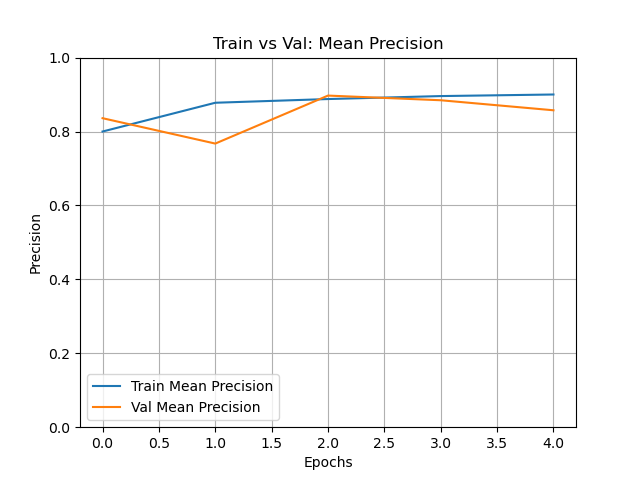 Train vs Val: Mean Precision
1.0
0.8
0.6
0.4
0.2
0.0
Precision
Train Mean Precision
Val Mean Precision
0.0 0.5 1.0 1.5 2.0 2.5 3.0 3.5 4.0
Epochs